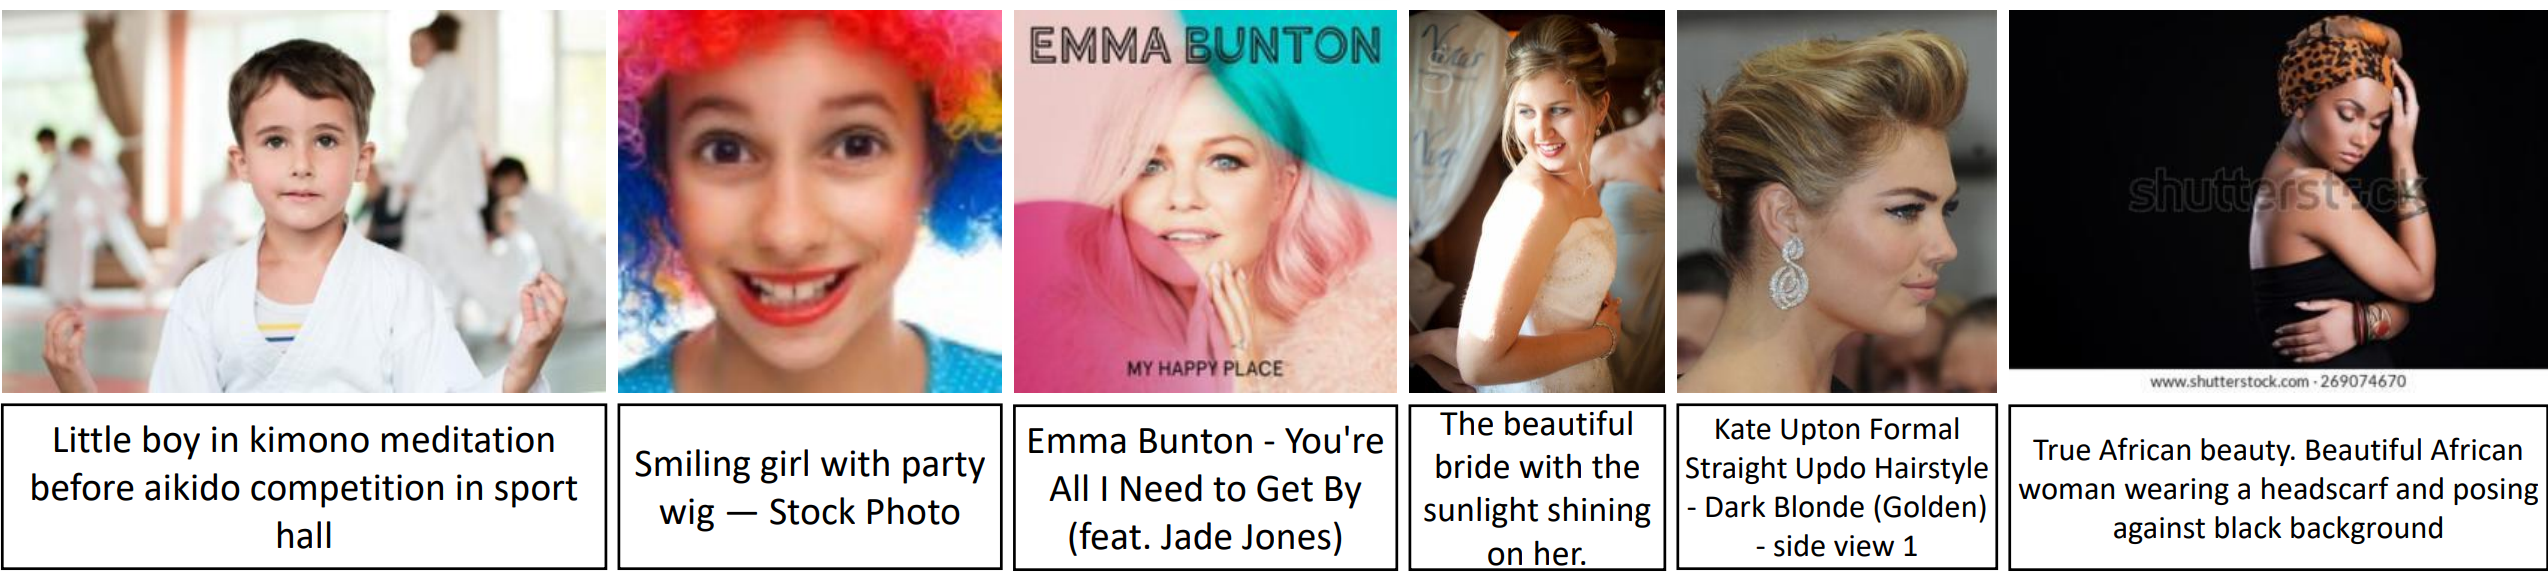 EMMA BUNTON
MY HAPPY PLACE
shutterstock
www.shutterstock.com · 269074670
Little boy in kimono meditation
before aikido competition in sport
hall
Smiling girl with party
wig — Stock Photo
Emma Bunton - You're
All I Need to Get By
(feat. Jade Jones)
The beautiful
bride with the
sunlight shining
on her.
Kate Upton Formal
Straight Updo Hairstyle
- Dark Blonde (Golden)
- side view 1
True African beauty. Beautiful African
woman wearing a headscarf and posing
against black background